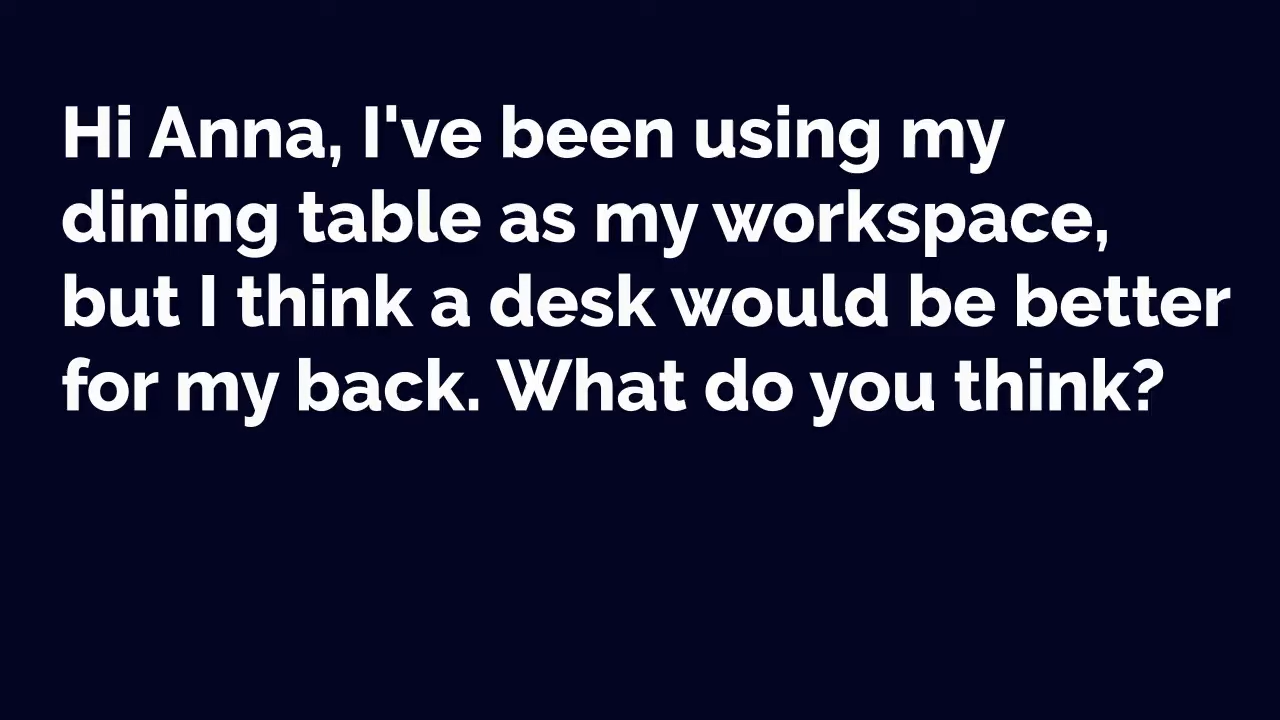 Hi Anna, I've been using my
dining table as my workspace,
but I think a desk would be better
for my back. What do you think?